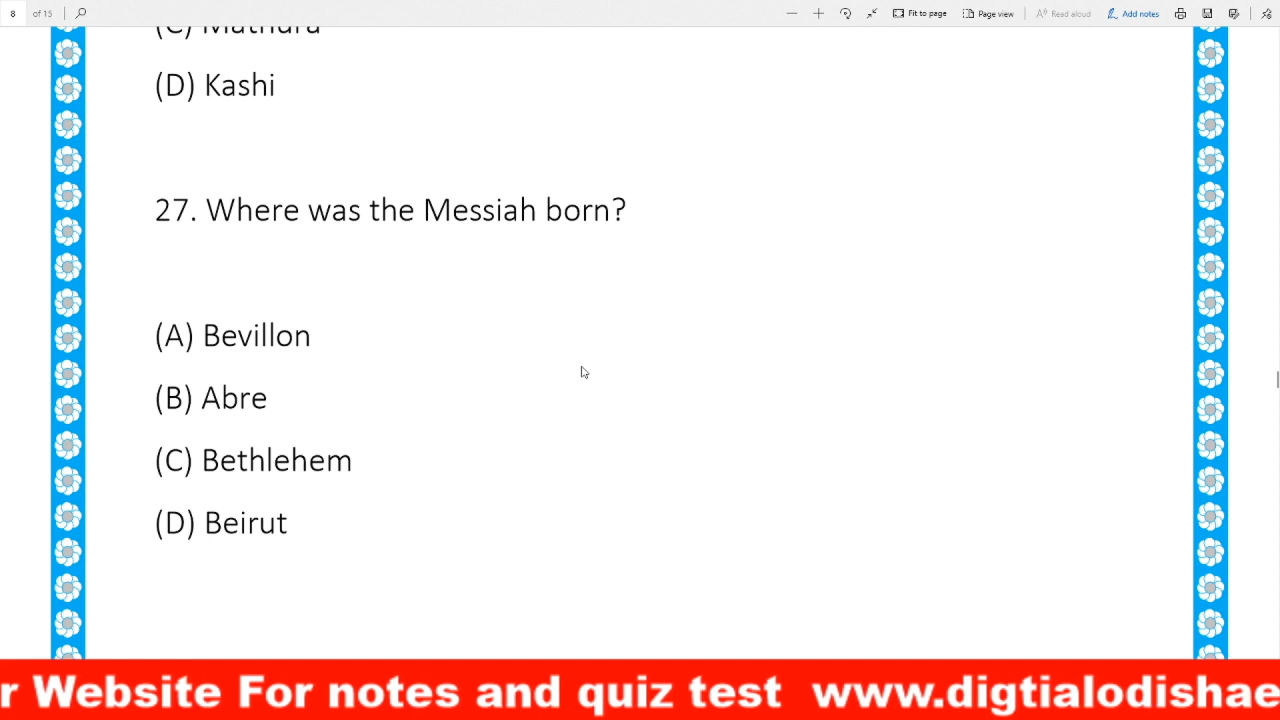 8 of 15 Fit to page Page view Read aloud Add notes
(C) Mathura
(D) Kashi
27. Where was the Messiah born?
(A) Bevillon
(B) Abre
(C) Bethlehem
(D) Beirut
r Website For notes and quiz test www.digtialodishae